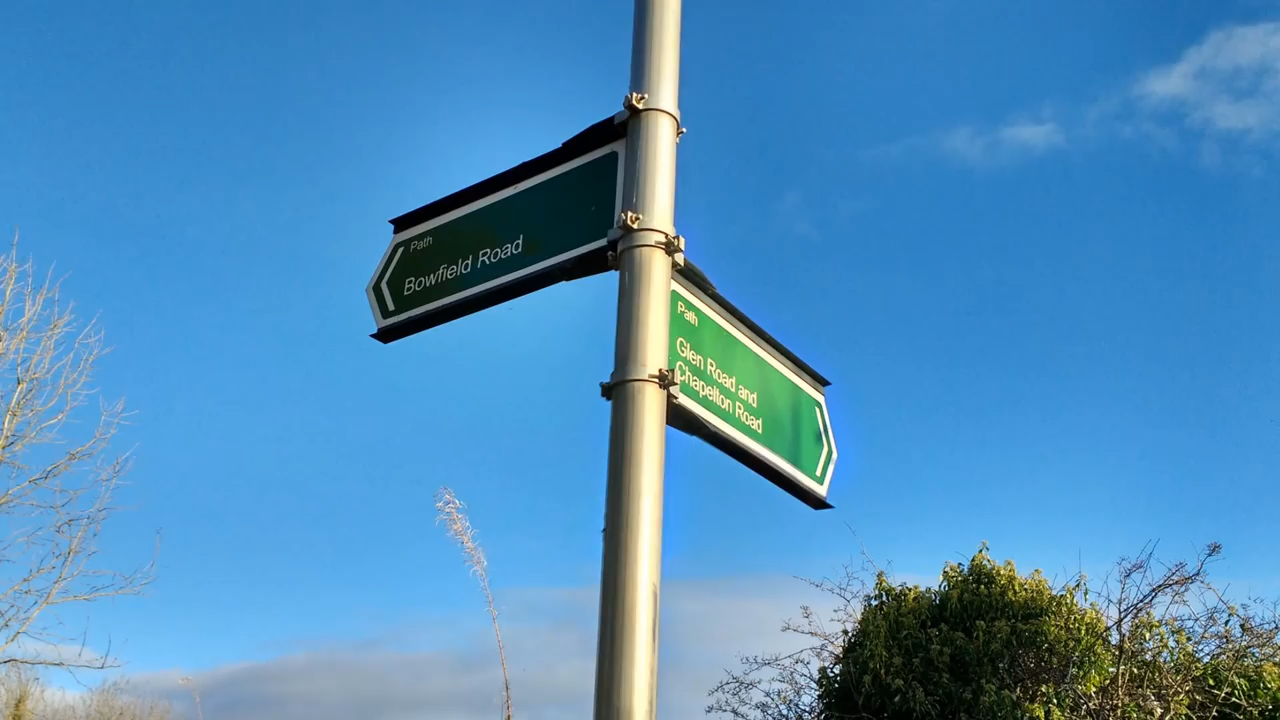 Path
Bowfield Road
Path
Glen Road and
Chapelton Road